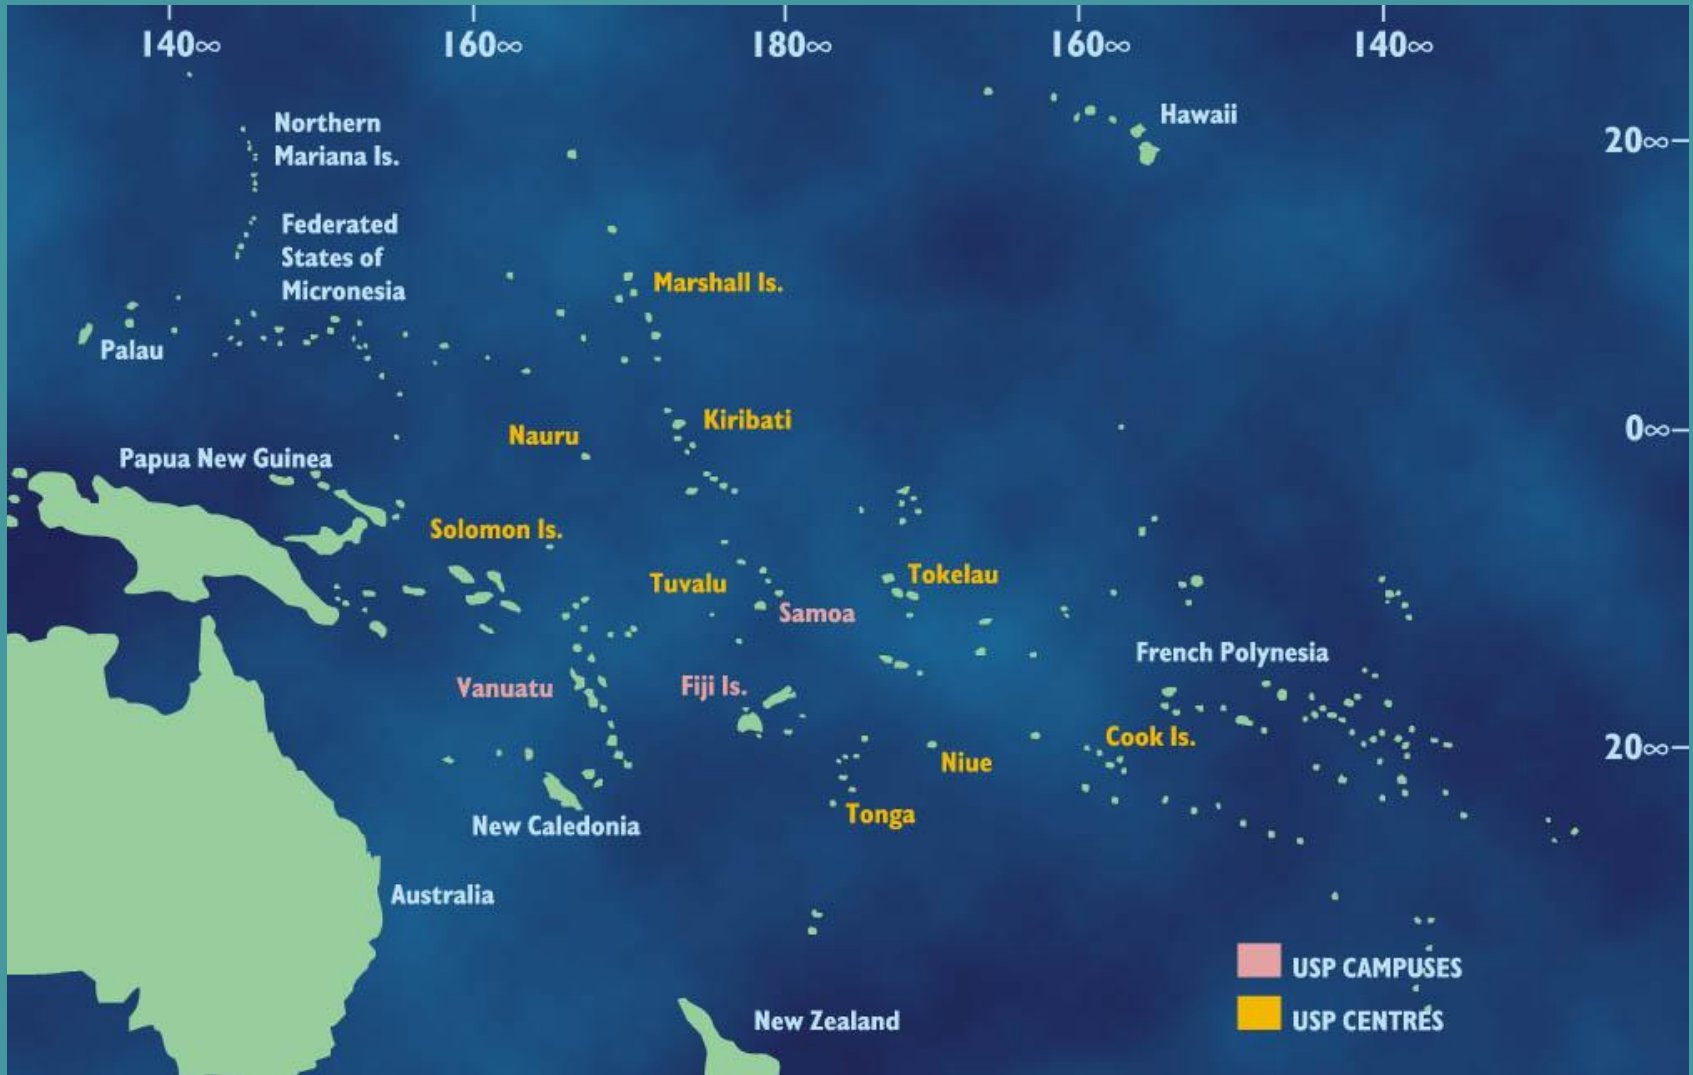 140∞ 160∞ 180∞ 160∞ 140∞
Hawaii
Northern
Mariana Is.
20∞
Federated
States of
Micronesia
Marshall Is.
Palau
Kiribati
Nauru
0∞
Papua New Guinea
Solomon Is.
Tuvalu
Tokelau
Samoa
French Polynesia
Vanuatu
Fiji Is.
Cook Is.
20∞
Niue
Tonga
New Caledonia
Australia
USP CAMPUSES
New Zealand
USP CENTRES